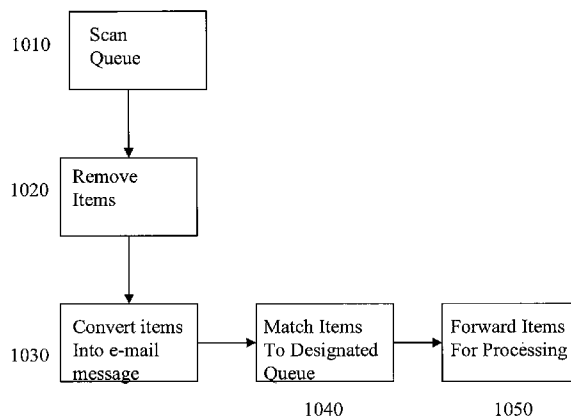 1010
Scan
Queue
1020
Remove
Items
1030
Convert items
Into e-mail
message
Match Items
To Designated
Queue
1040
Forward Items
For Processing
1050